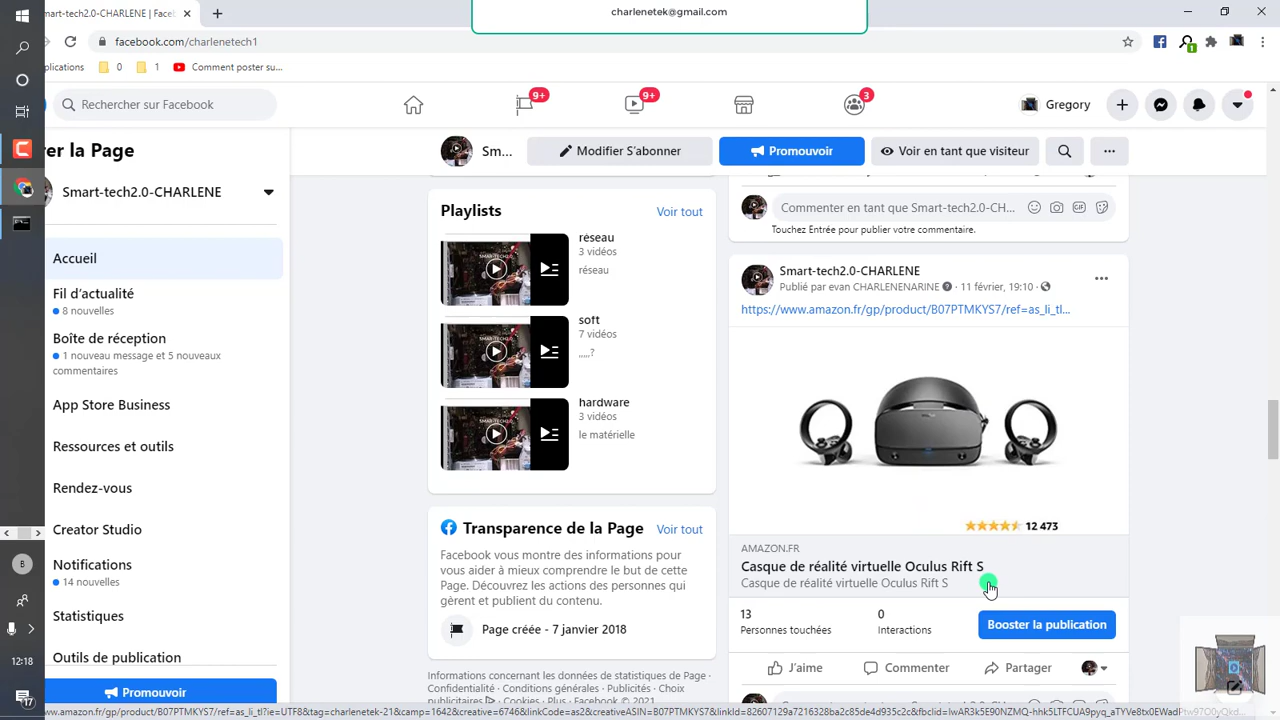 charlenetek@gmail.com
mart-tech2.0-CHARLENE | Face
facebook.com/charlenetech1
plications
0
1
Comment poster su...
Rechercher sur Facebook
9+
9+
3
Gregory
er la Page
Smart-tech2.0-CHARLENE
Accueil
Fil d’actualité
8 nouvelles
Boîte de réception
1 nouveau message et 5 nouveaux
commentaires
App Store Business
Ressources et outils
Rendez-vous
Creator Studio
Notifications
14 nouvelles
Statistiques
Outils de publication
Promouvoir
Sm...
Modifier S’abonner
Promouvoir
Voir en tant que visiteur
Playlists
Voir tout
réseau
3 vidéos
réseau
soft
7 vidéos
,,,,,?
hardware
3 vidéos
le matérielle
Transparence de la Page
Voir tout
Facebook vous montre des informations pour
vous aider à mieux comprendre le but de cette
Page. Découvrez les actions des personnes qui
gèrent et publient du contenu.
Page créée - 7 janvier 2018
Informations concernant les données de statistiques de Page ·
Confidentialité · Conditions générales · Publicités · Choix
publicitaires · Cookies · Plus · Facebook © 2021
Commenter en tant que Smart-tech2.0-CH...
GIF
Touchez Entrée pour publier votre commentaire.
Smart-tech2.0-CHARLENE
Publié par evan CHARLENENARINE · 11 février, 19:10 ·
https://www.amazon.fr/gp/product/B07PTMKYS7/ref=as_li_tl...
12 473
AMAZON.FR
Casque de réalité virtuelle Oculus Rift S
Casque de réalité virtuelle Oculus Rift S
13
Personnes touchées
0
Interactions
Booster la publication
J’aime
Commenter
Partager
B
12:18
17